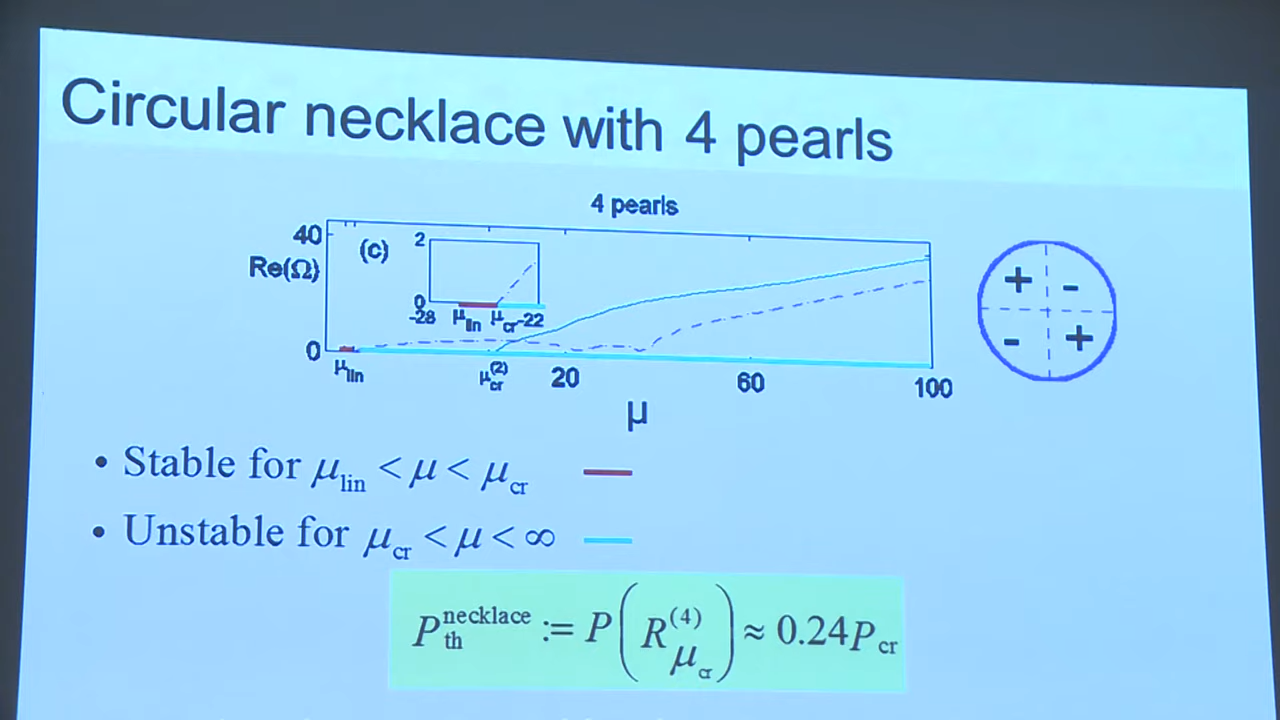 Circular necklace with 4 pearls
4 pearls
40
Re(Ω)
0
(c)
2
0
-28 μlin μcr -22
μlin μcr(2) 20 60 100
μ
+ -
- +
• Stable for μlin < μ < μcr
• Unstable for μcr < μ < ∞
Pthnecklace := P(Rμcr(4)) ≈ 0.24Pcr